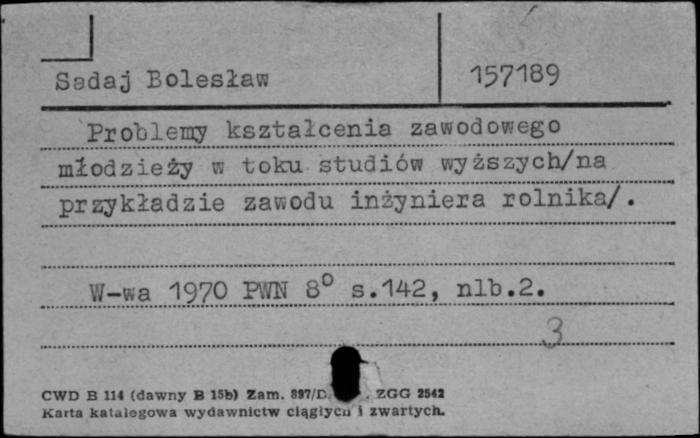 Sadaj Bolesław 157189
Problemy kształcenia zawodowego
młodzieży w toku studiów wyższych/na
przykładzie zawodu inżyniera rolnika/.
W-wa 1970 PWN 8° s.142, nlb.2.
3
CWD B 114 (dawny B 15b) Zam. 897/D ZGG 2542
Karta katalogowa wydawnictw ciągłych i zwartych.